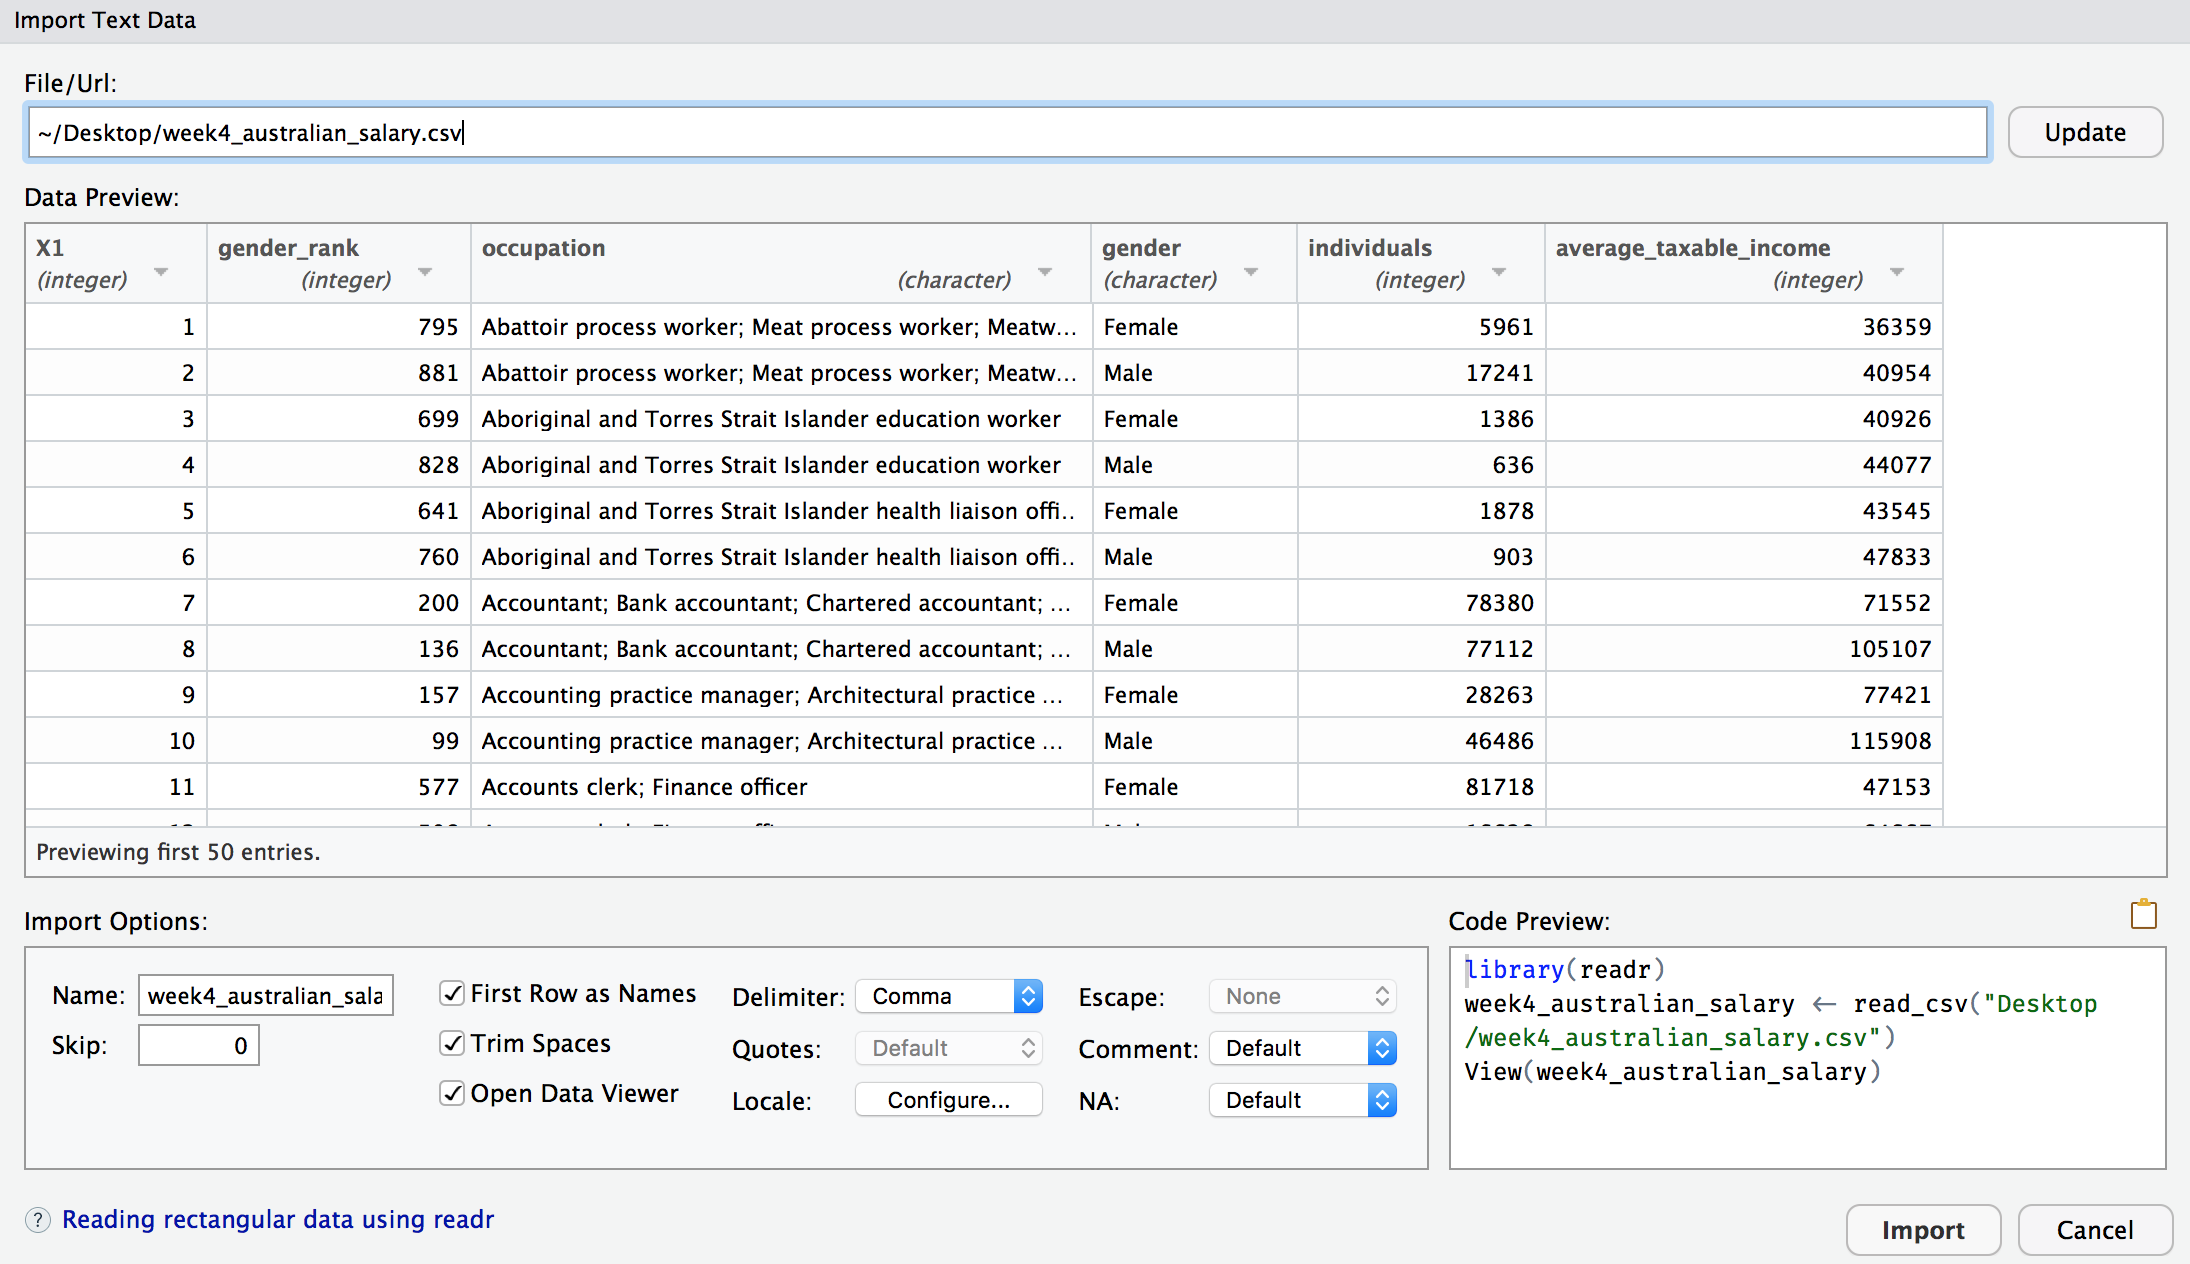 Import Text Data
File/Url:
~/Desktop/week4_australian_salary.csv
Update
Data Preview:
X1 gender_rank occupation gender individuals average_taxable_income
(integer) (integer) (character) (character) (integer) (integer)
1 795 Abattoir process worker; Meat process worker; Meatw... Female 5961 36359
2 881 Abattoir process worker; Meat process worker; Meatw... Male 17241 40954
3 699 Aboriginal and Torres Strait Islander education worker Female 1386 40926
4 828 Aboriginal and Torres Strait Islander education worker Male 636 44077
5 641 Aboriginal and Torres Strait Islander health liaison offi.. Female 1878 43545
6 760 Aboriginal and Torres Strait Islander health liaison offi.. Male 903 47833
7 200 Accountant; Bank accountant; Chartered accountant; ... Female 78380 71552
8 136 Accountant; Bank accountant; Chartered accountant; ... Male 77112 105107
9 157 Accounting practice manager; Architectural practice ... Female 28263 77421
10 99 Accounting practice manager; Architectural practice ... Male 46486 115908
11 577 Accounts clerk; Finance officer Female 81718 47153
Previewing first 50 entries.
Import Options:
Name: week4_australian_sala
Skip: 0
First Row as Names
Trim Spaces
Open Data Viewer
Delimiter: Comma
Quotes: Default
Locale: Configure...
Escape: None
Comment: Default
NA: Default
Code Preview:
library(readr)
week4_australian_salary <- read_csv("Desktop
/week4_australian_salary.csv")
View(week4_australian_salary)
? Reading rectangular data using readr
Import
Cancel